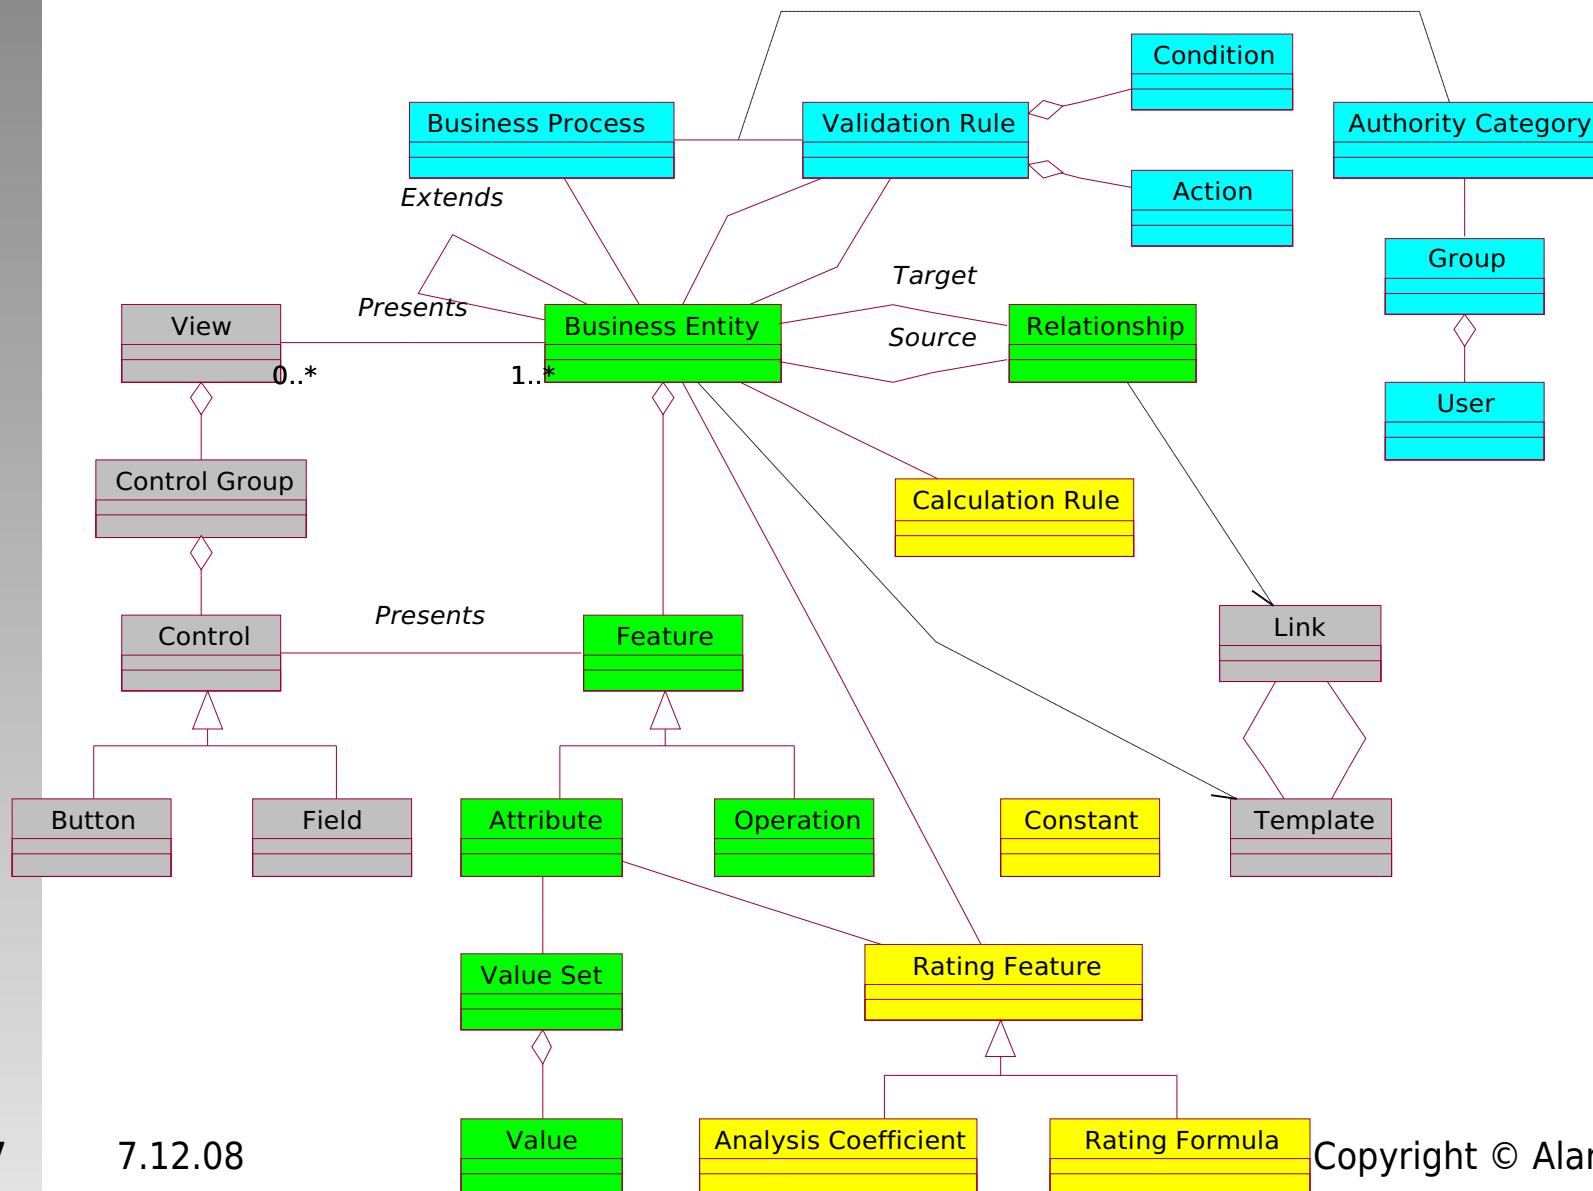 Condition
Business Process
Validation Rule
Authority Category
Extends
Action
Group
Target
Presents
View
Business Entity
Source
Relationship
0..*
1..*
User
Control Group
Calculation Rule
Presents
Control
Feature
Link
Button
Field
Attribute
Operation
Constant
Template
Value Set
Rating Feature
Value
Analysis Coefficient
Rating Formula
7.12.08
Copyright © Alan